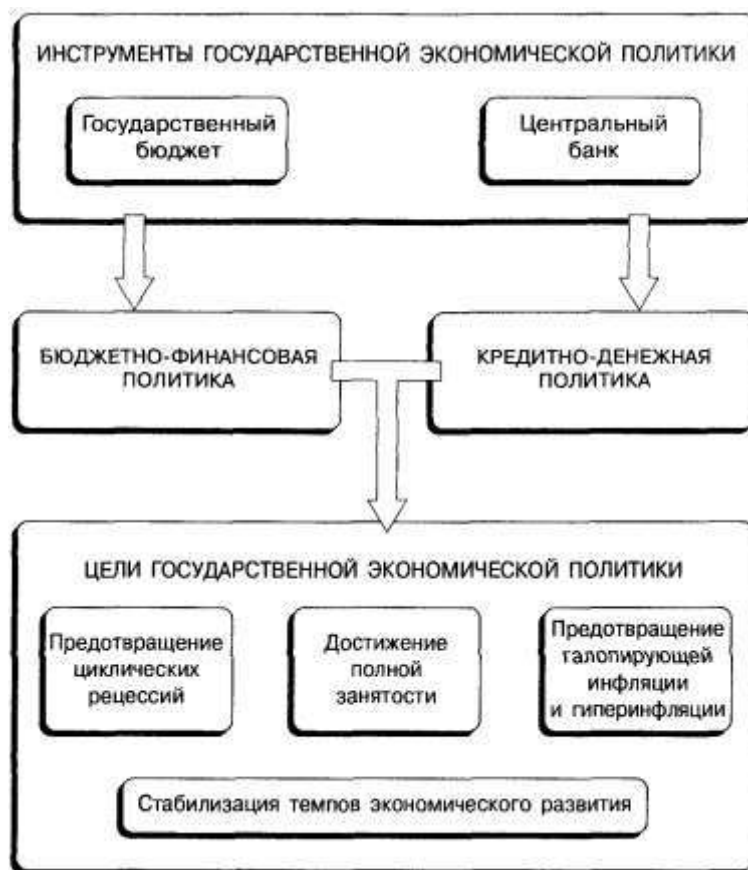 ИНСТРУМЕНТЫ ГОСУДАРСТВЕННОЙ ЭКОНОМИЧЕСКОЙ ПОЛИТИКИ
Государственный
бюджет
Центральный
банк
БЮДЖЕТНО-ФИНАНСОВАЯ
ПОЛИТИКА
КРЕДИТНО-ДЕНЕЖНАЯ
ПОЛИТИКА
ЦЕЛИ ГОСУДАРСТВЕННОЙ ЭКОНОМИЧЕСКОЙ ПОЛИТИКИ
Предотвращение
циклических
рецессий
Достижение
полной
занятости
Предотвращение
галопирующей
инфляции
и гиперинфляции
Стабилизация темпов экономического развития